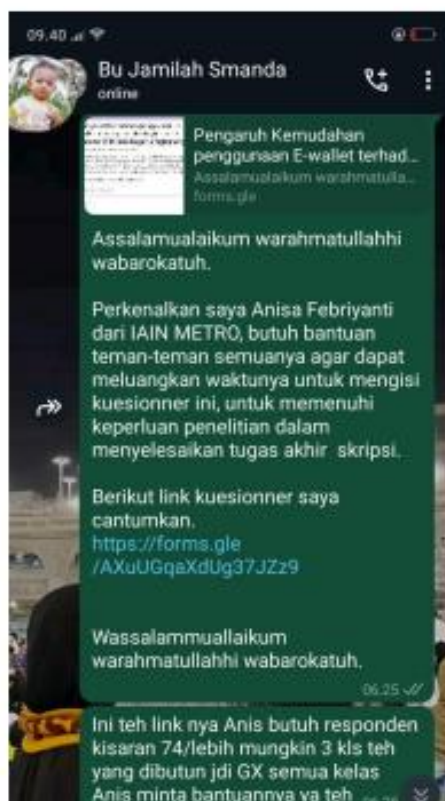 09.40
Bu Jamilah Smanda
online
Pengaruh Kemudahan
penggunaan E-wallet terhad...
Assalamualaikum warahmatulla...
forms.gle
Assalamualaikum warahmatullahhi
wabarokatuh.
Perkenalkan saya Anisa Febriyanti
dari IAIN METRO, butuh bantuan
teman-teman semuanya agar dapat
meluangkan waktunya untuk mengisi
kuesionner ini, untuk memenuhi
keperluan penelitian dalam
menyelesaikan tugas akhir skripsi.
Berikut link kuesionner saya
cantumkan.
https://forms.gle
/AXuUGqaXdUg37JZz9
Wassalammuallaikum
warahmatullahhi wabarokatuh.
06.25
Ini teh link nya Anis butuh responden
kisaran 74/lebih mungkin 3 kls teh
yang dibutun jdi GX semua kelas
Anis minta bantuannya ya teh